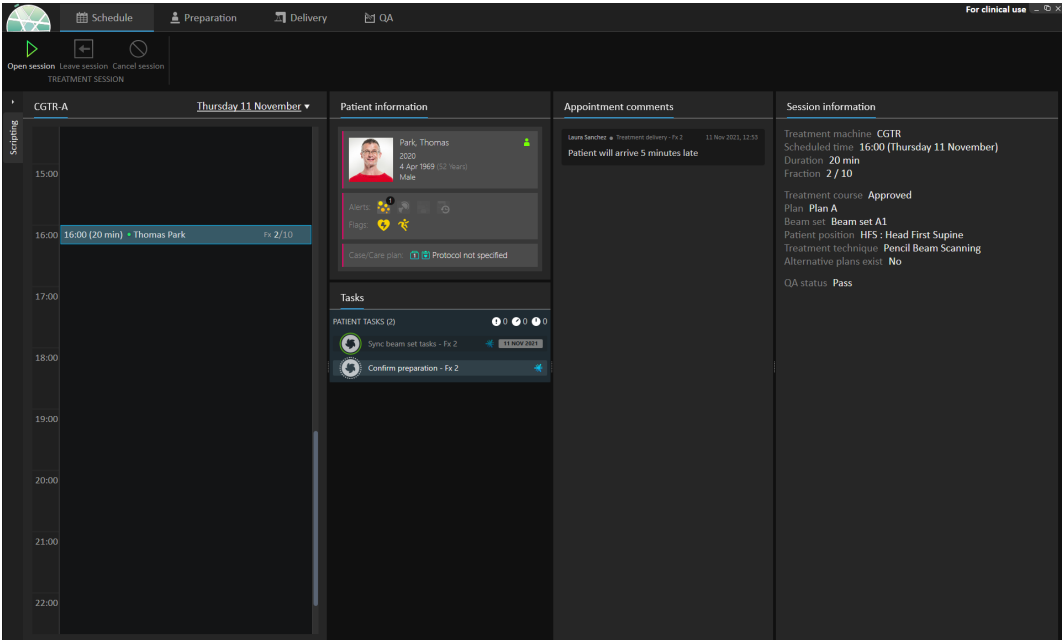 For clinical use
Schedule
Preparation
Delivery
QA
Open session
Leave session
Cancel session
TREATMENT SESSION
Scripting
CGTR-A
Thursday 11 November
15:00
16:00
16:00 (20 min) • Thomas Park
Fx 2/10
17:00
18:00
19:00
20:00
21:00
22:00
Patient information
Park, Thomas
2020
4 Apr 1969 (52 Years)
Male
Alerts:
1
Flags:
Case/Care plan:
Protocol not specified
Tasks
PATIENT TASKS (2)
0
0
0
Sync beam set tasks - Fx 2
11 NOV 2021
Confirm preparation - Fx 2
Appointment comments
Laura Sanchez • Treatment delivery - Fx 2
11 Nov 2021, 12:55
Patient will arrive 5 minutes late
Session information
Treatment machine CGTR
Scheduled time 16:00 (Thursday 11 November)
Duration 20 min
Fraction 2 / 10
Treatment course Approved
Plan Plan A
Beam set Beam set A1
Patient position HFS : Head First Supine
Treatment technique Pencil Beam Scanning
Alternative plans exist No
QA status Pass